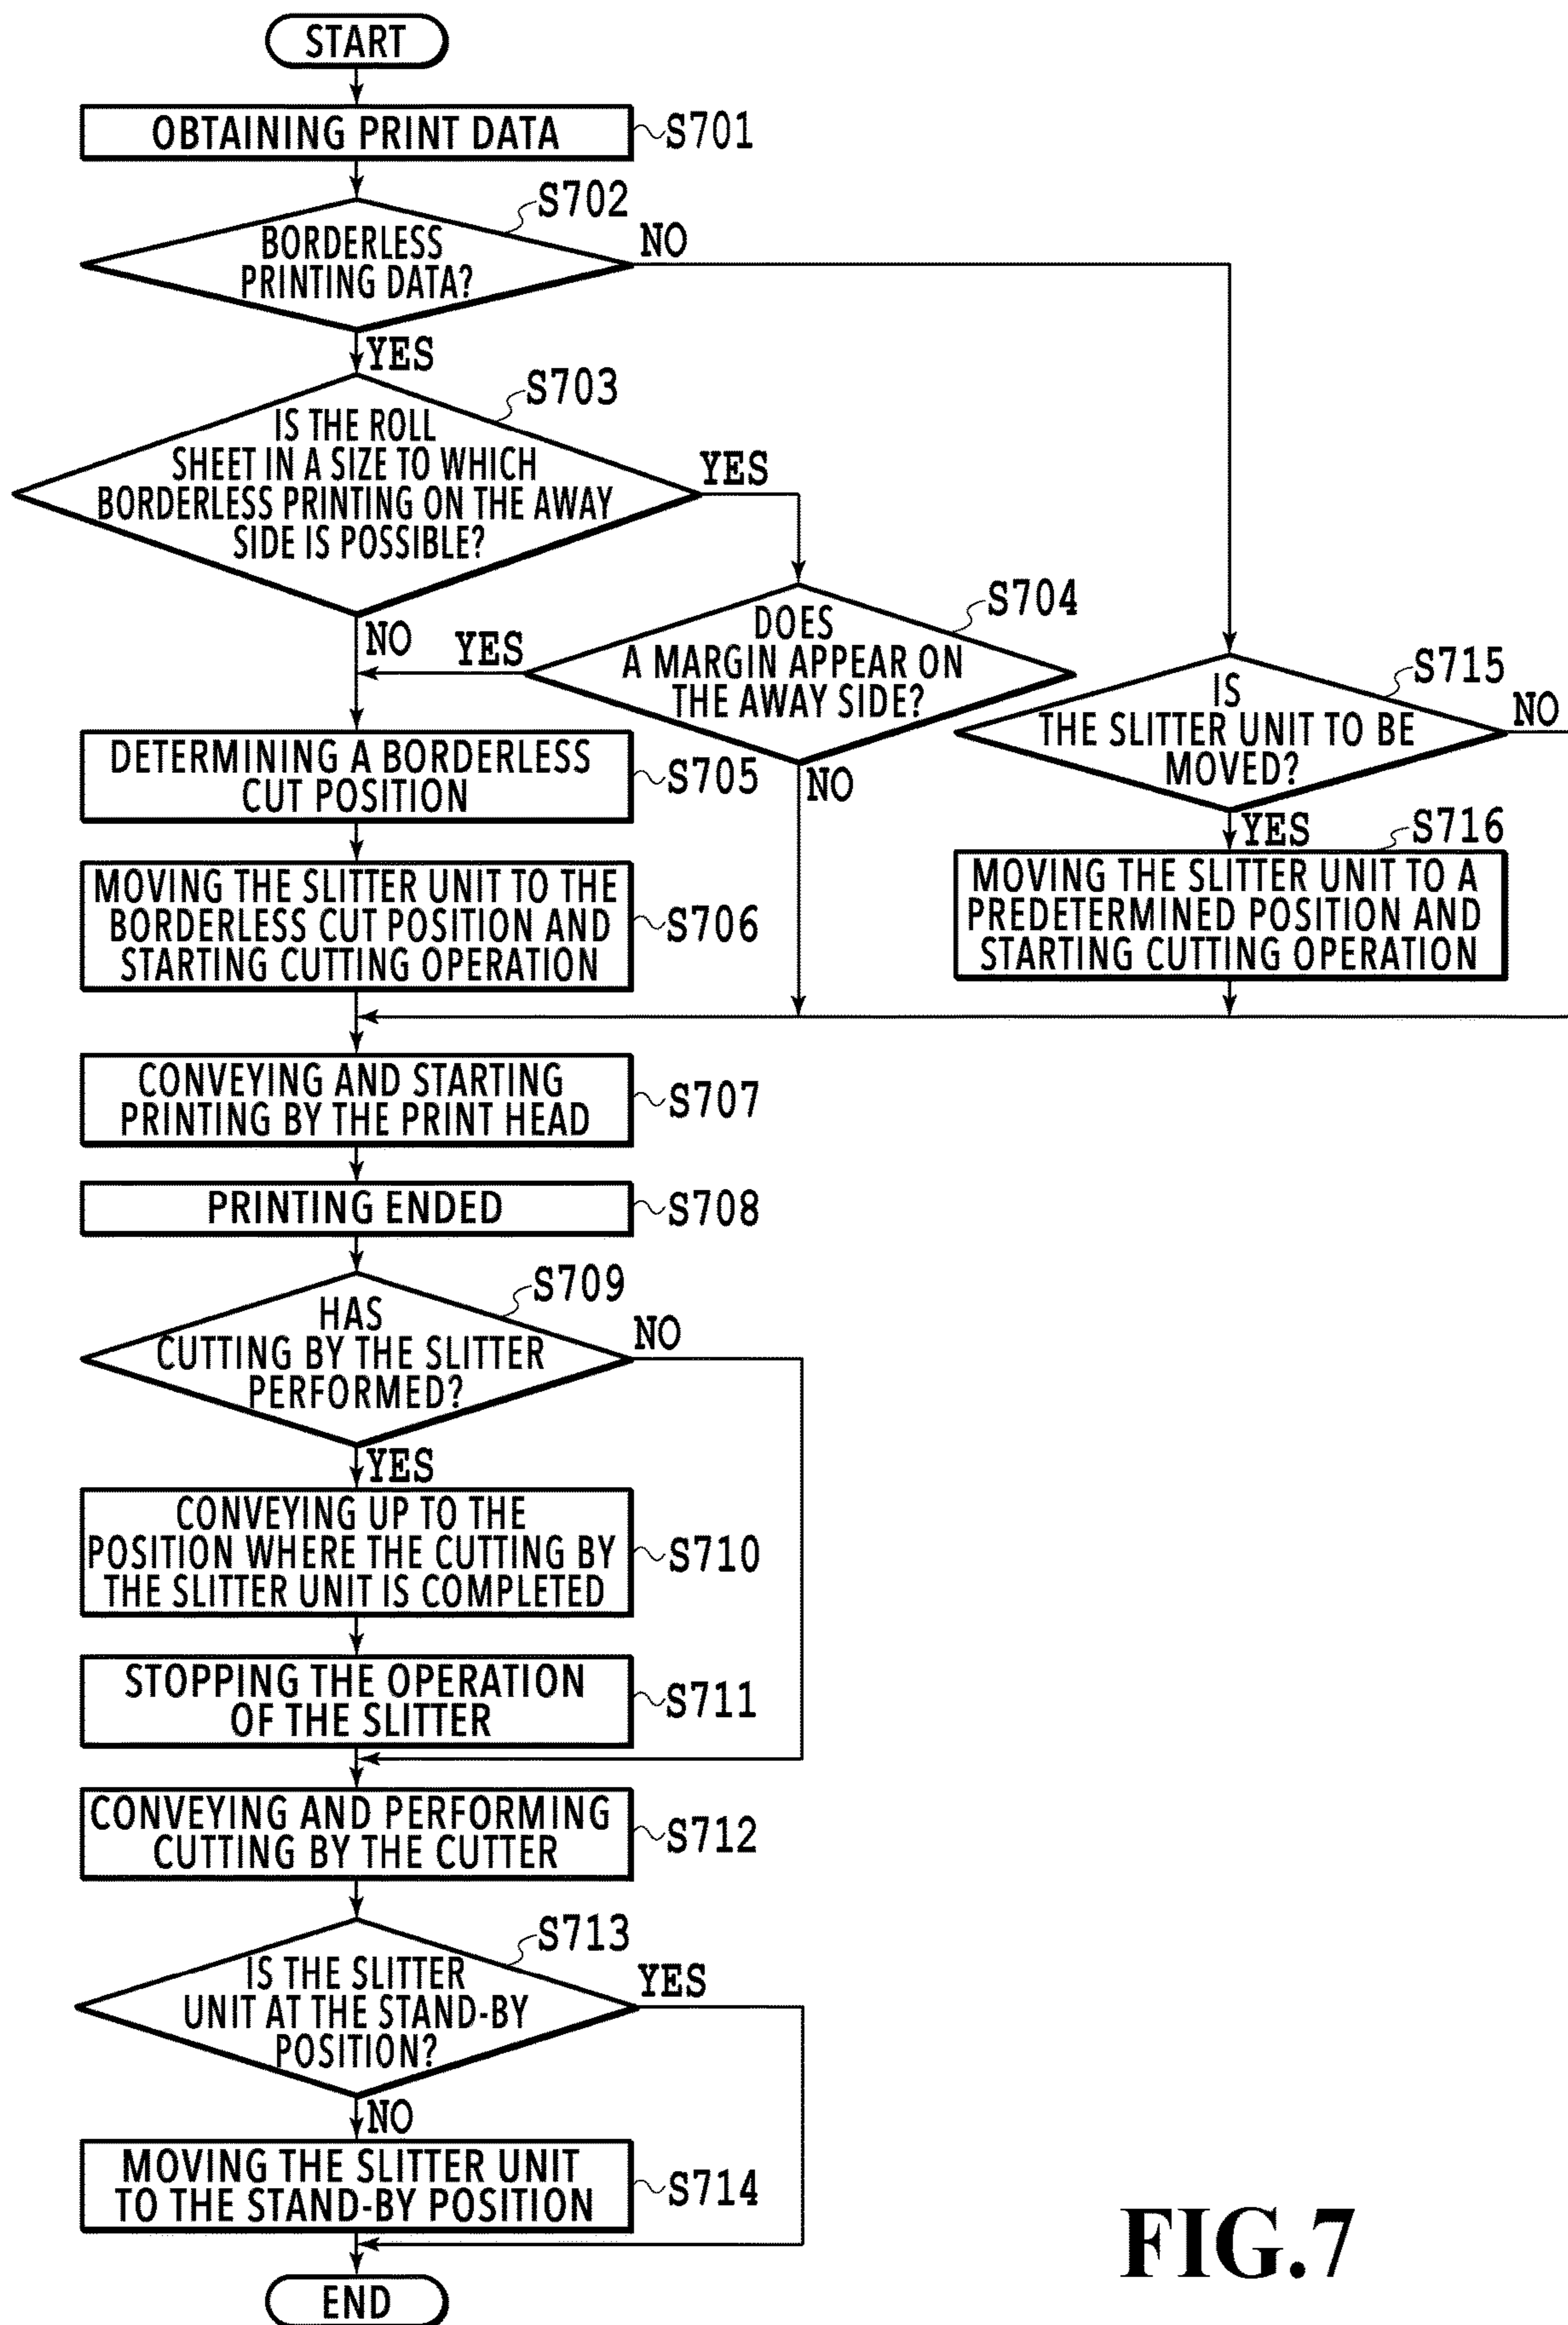 START
OBTAINING PRINT DATA
S701
S702
BORDERLESS
PRINTING DATA?
NO
YES
S703
IS THE ROLL
SHEET IN A SIZE TO WHICH
BORDERLESS PRINTING ON THE AWAY
SIDE IS POSSIBLE?
YES
NO
S704
DOES
A MARGIN APPEAR ON
THE AWAY SIDE?
YES
NO
S715
IS
THE SLITTER UNIT TO BE
MOVED?
NO
YES
DETERMINING A BORDERLESS
CUT POSITION
S705
S716
MOVING THE SLITTER UNIT TO A
PREDETERMINED POSITION AND
STARTING CUTTING OPERATION
MOVING THE SLITTER UNIT TO THE
BORDERLESS CUT POSITION AND
STARTING CUTTING OPERATION
S706
CONVEYING AND STARTING
PRINTING BY THE PRINT HEAD
S707
PRINTING ENDED
S708
S709
HAS
CUTTING BY THE SLITTER
PERFORMED?
NO
YES
CONVEYING UP TO THE
POSITION WHERE THE CUTTING BY
THE SLITTER UNIT IS COMPLETED
S710
STOPPING THE OPERATION
OF THE SLITTER
S711
CONVEYING AND PERFORMING
CUTTING BY THE CUTTER
S712
S713
IS THE SLITTER
UNIT AT THE STAND-BY
POSITION?
YES
NO
MOVING THE SLITTER UNIT
TO THE STAND-BY POSITION
S714
END
FIG.7